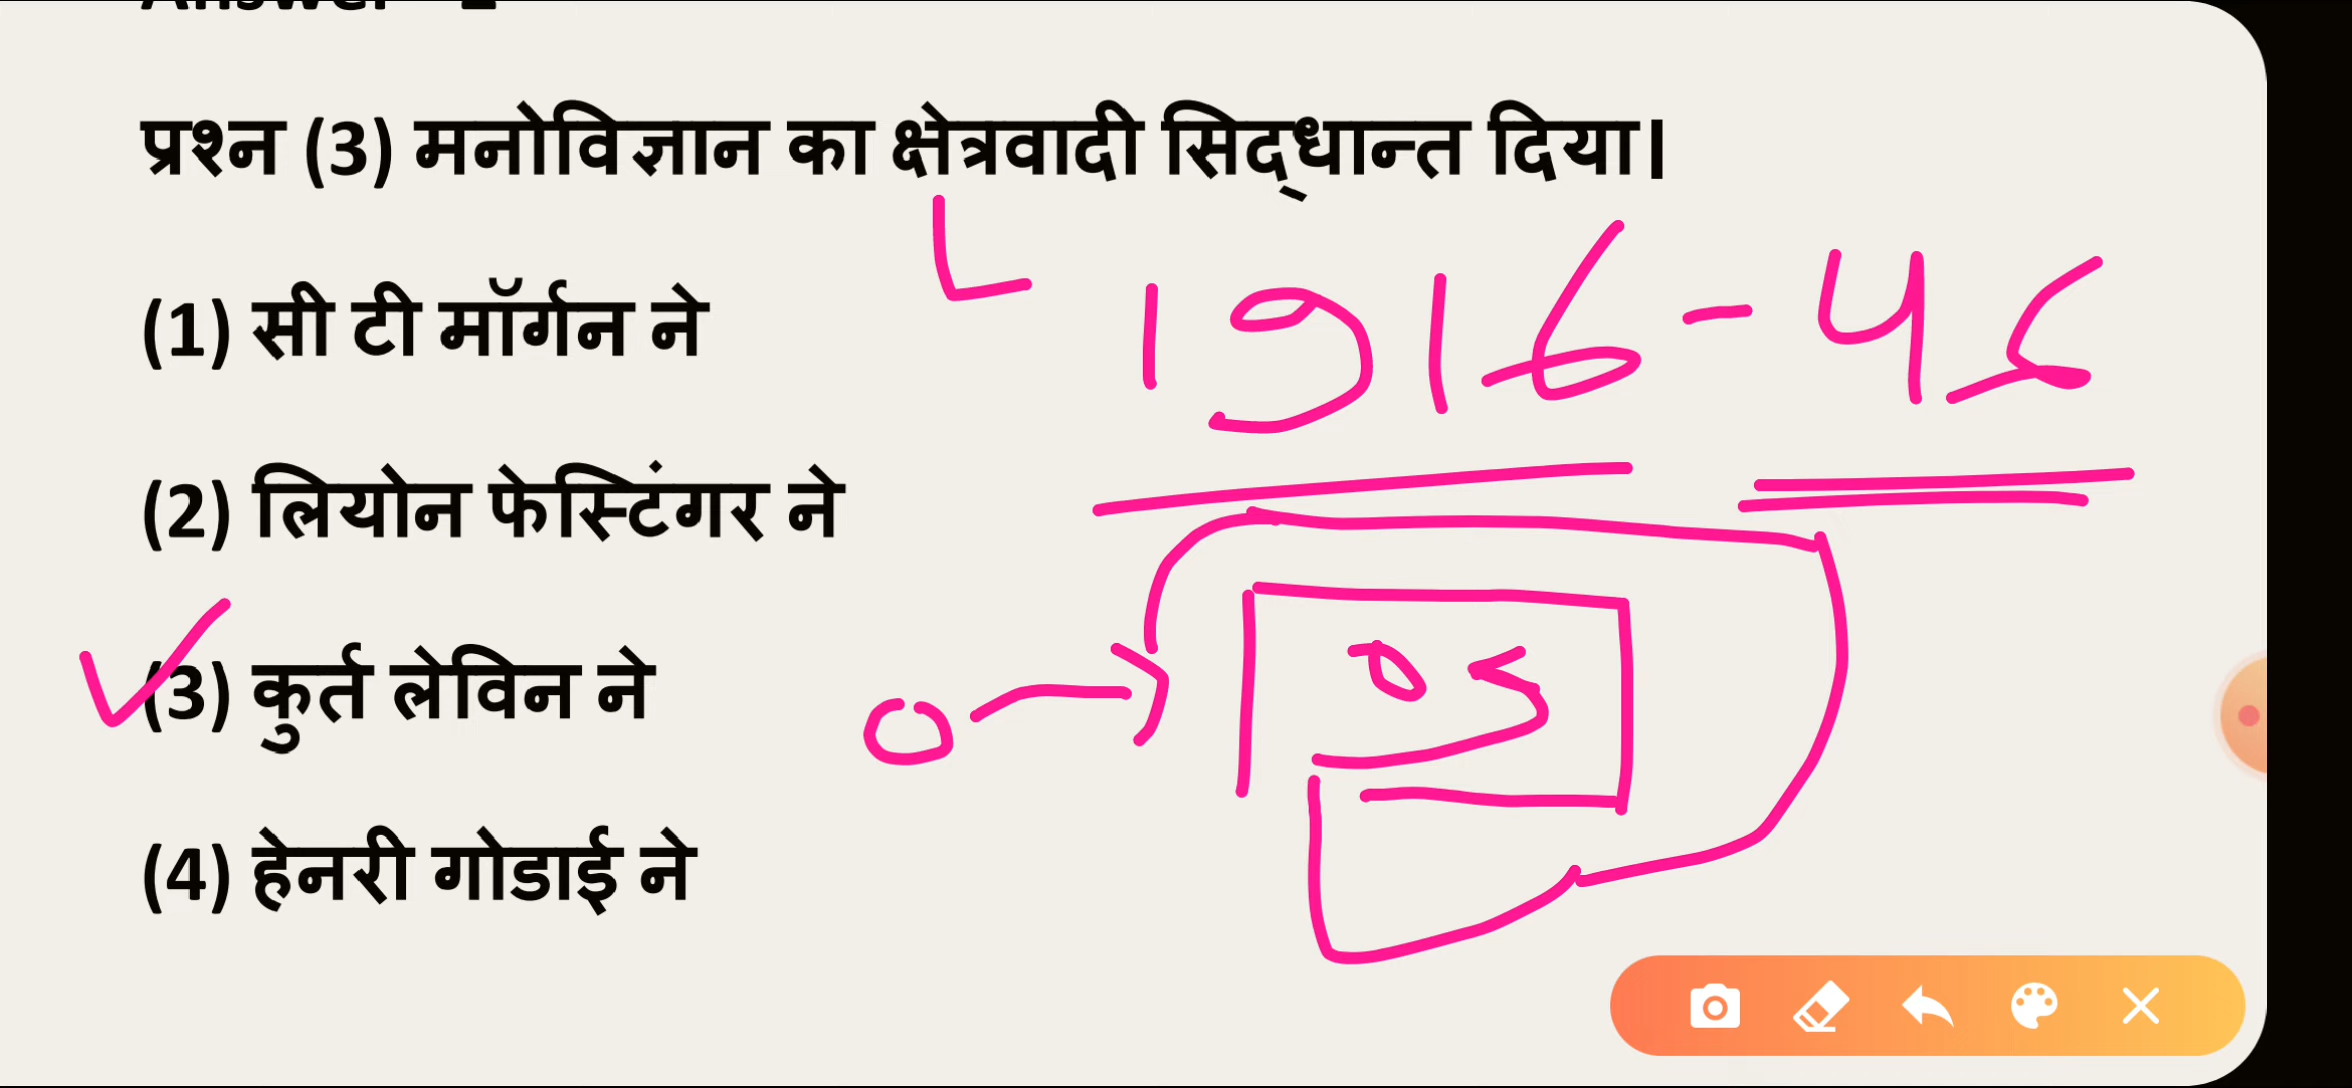 प्रश्न (3) मनोविज्ञान का क्षेत्रवादी सिद्धान्त दिया।
1916-45
(1) सी टी मॉर्गन ने
(2) लियोन फेस्टिंगर ने
(3) कुर्त लेविन ने
(4) हेनरी गोडाई ने